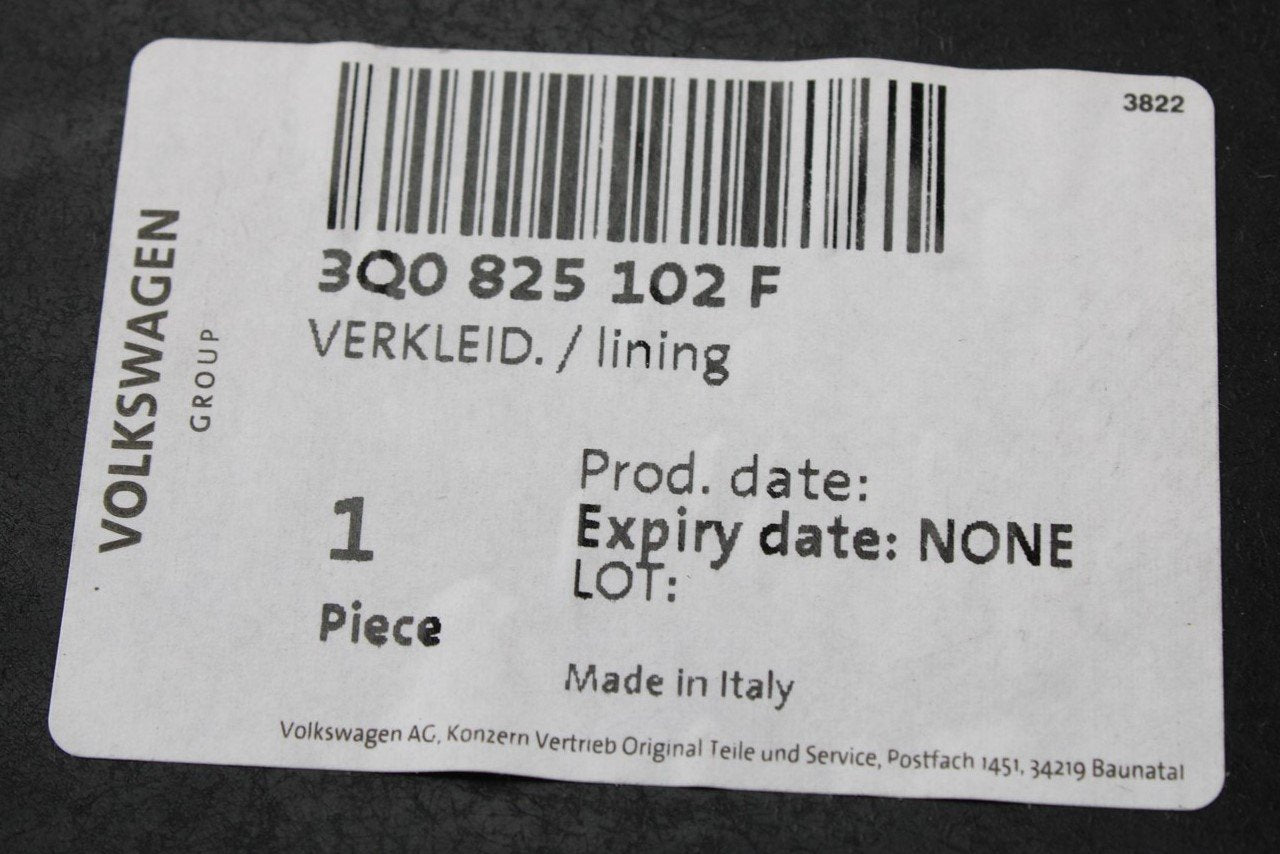 3822
VOLKSWAGEN
GROUP
3Q0 825 102 F
VERKLEID. / lining
1
Piece
Prod. date:
Expiry date: NONE
LOT:
Made in Italy
Volkswagen AG, Konzern Vertrieb Original Teile und Service, Postfach 1451, 34219 Baunatal